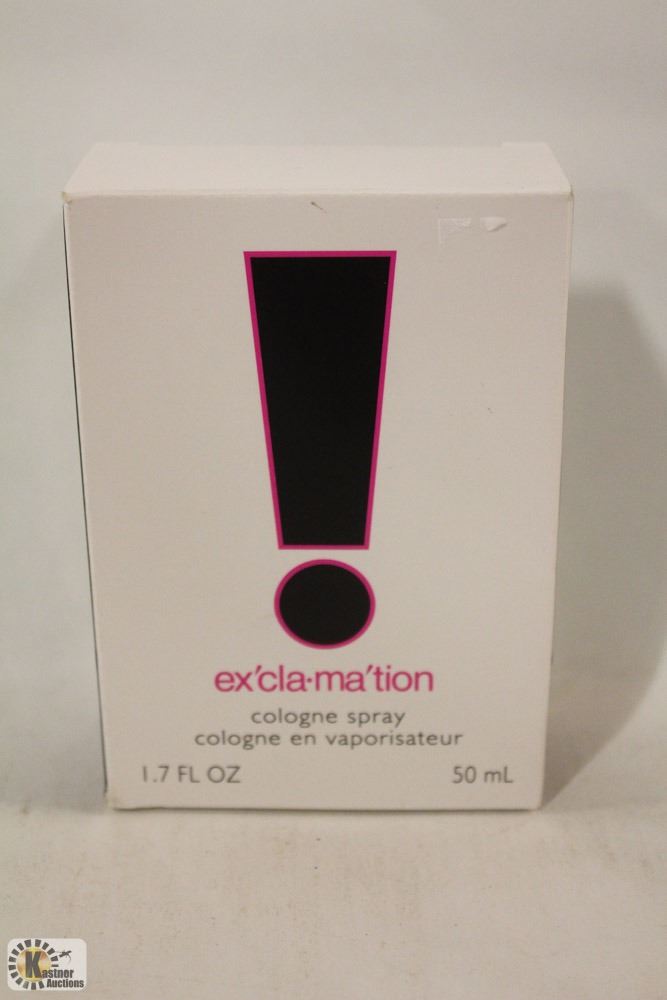 !
ex'cla·ma'tion
cologne spray
cologne en vaporisateur
1.7 FL OZ 50 mL
Kastner
Auctions